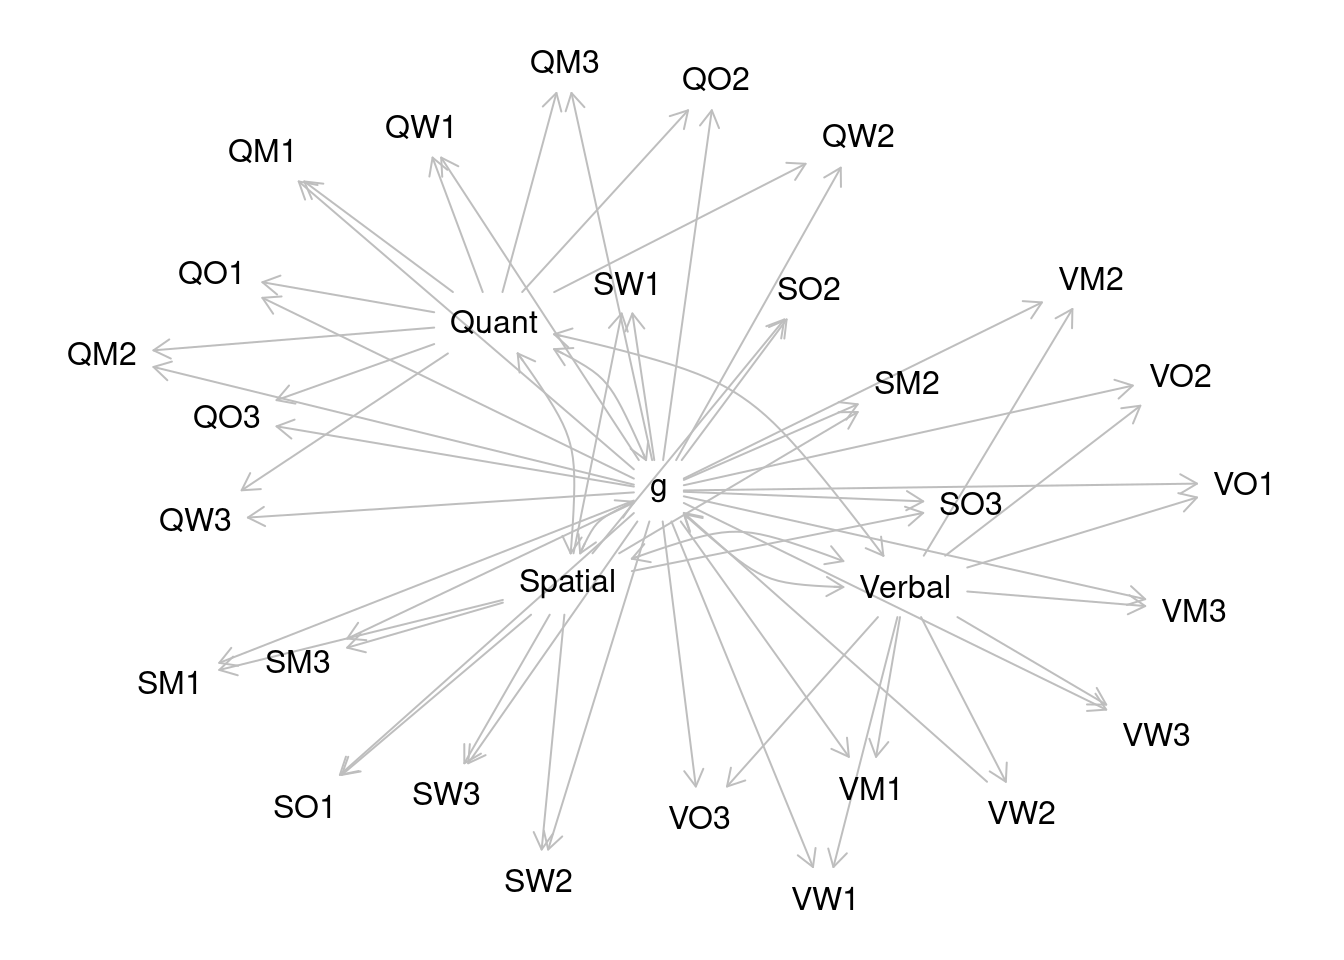 QM3
QO2
QW1
QW2
QM1
QO1
SW1
SO2
VM2
Quant
QM2
SM2
VO2
QO3
g
VO1
SO3
QW3
Spatial
Verbal
VM3
SM3
SM1
VW3
VM1
SW3
SO1
VW2
VO3
SW2
VW1